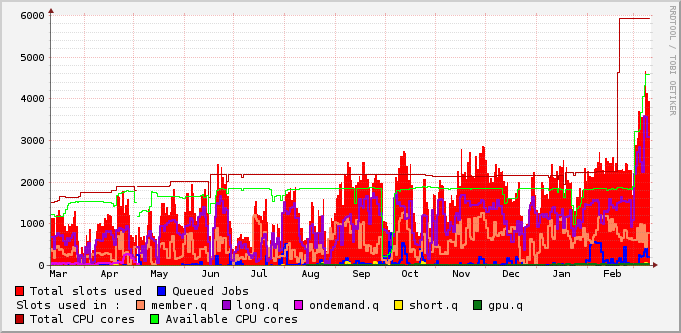 RRDTOOL / TOBI OETIKER
6000
5000
4000
3000
2000
1000
0
Mar Apr May Jun Jul Aug Sep Oct Nov Dec Jan Feb
Total slots used Queued Jobs
Slots used in : member.q long.q ondemand.q short.q gpu.q
Total CPU cores Available CPU cores